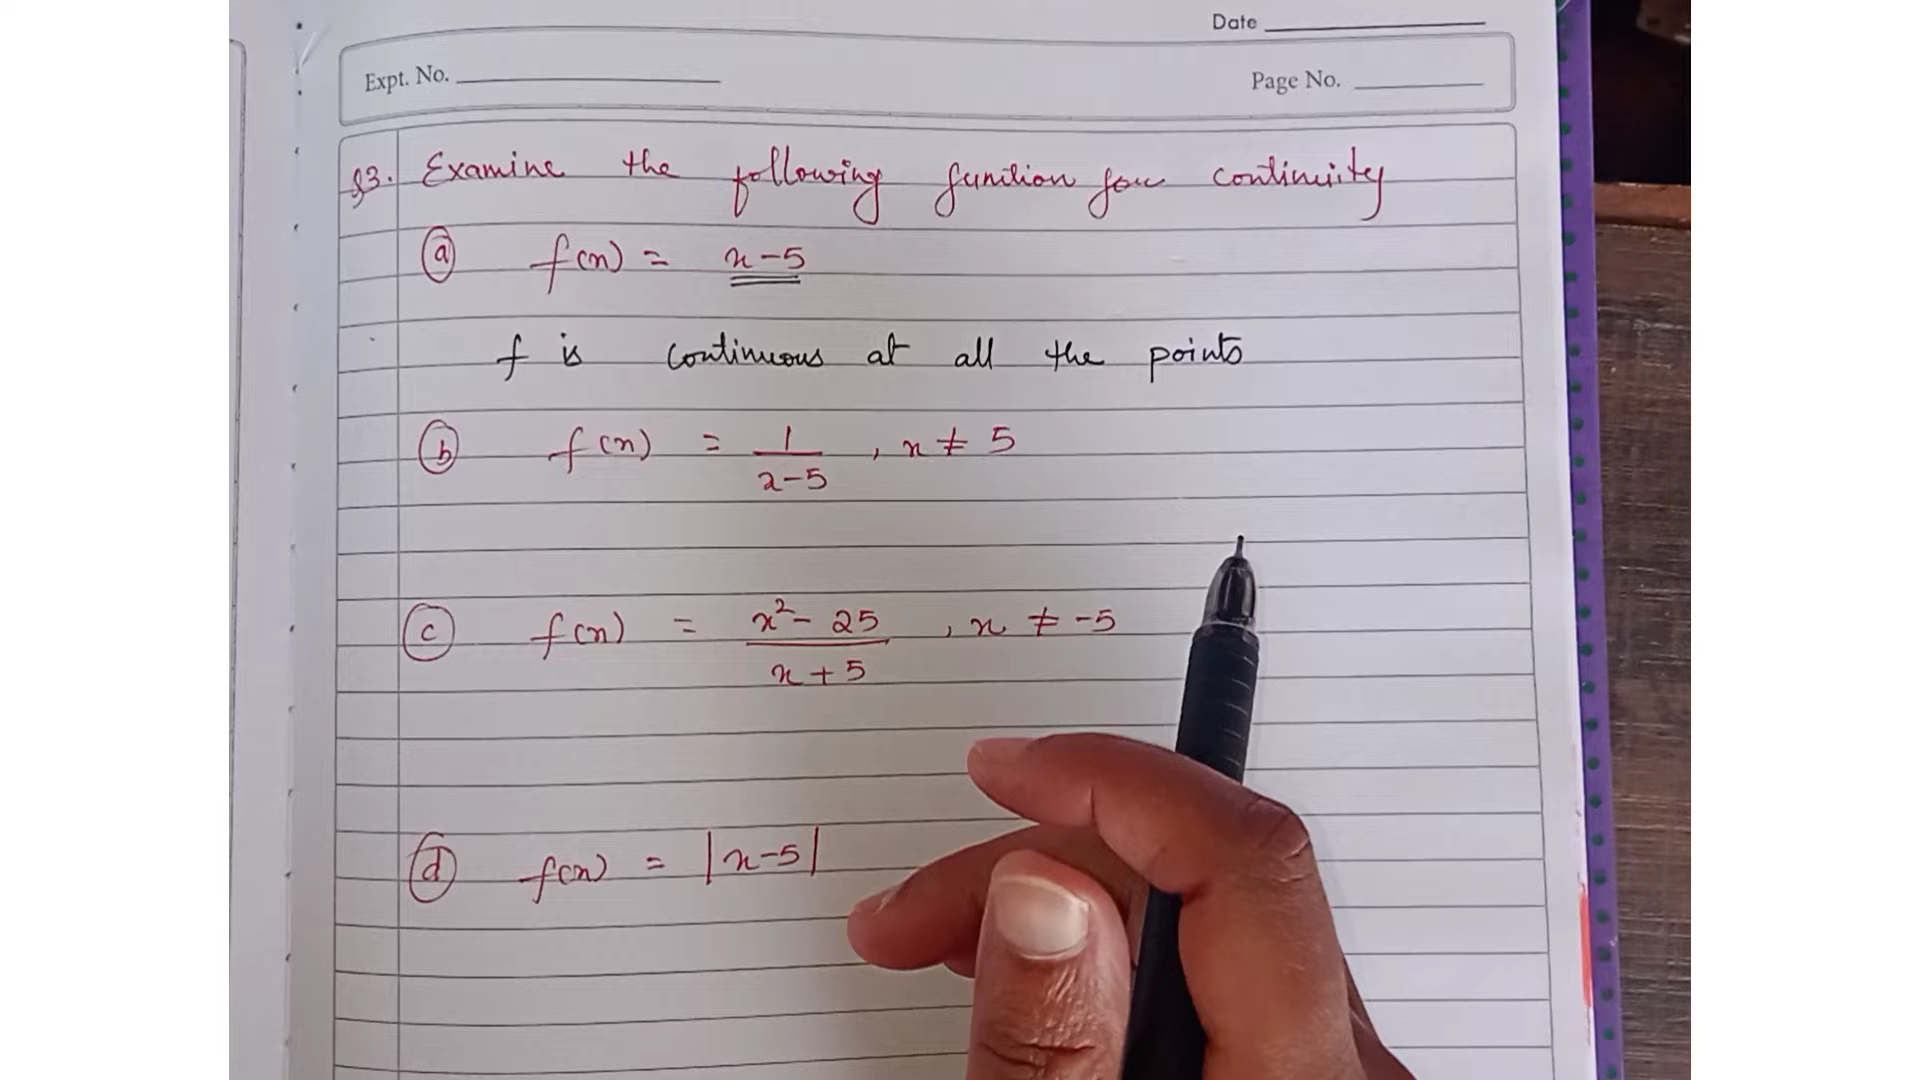 Date
Expt. No.
Page No.
Q3. Examine the following function for continuity
(a) f(x) = x-5
f is continuous at all the points
(b) f(x) = 1/(x-5) , x ≠ 5
(c) f(x) = (x²- 25)/(x+5) , x ≠ -5
(d) f(x) = |x-5|